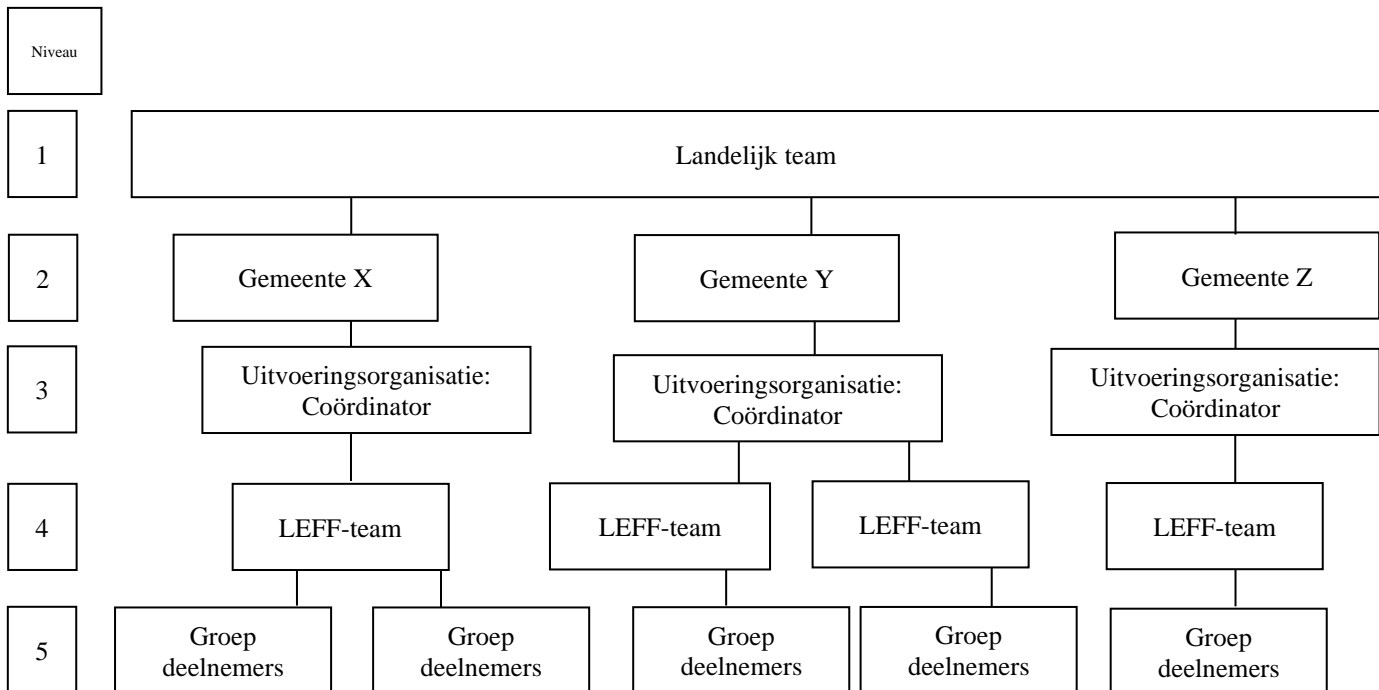 Niveau
1
Landelijk team
2
Gemeente X
Gemeente Y
Gemeente Z
3
Uitvoeringsorganisatie:
Coördinator
Uitvoeringsorganisatie:
Coördinator
Uitvoeringsorganisatie:
Coördinator
4
LEFF-team
LEFF-team
LEFF-team
LEFF-team
5
Groep
deelnemers
Groep
deelnemers
Groep
deelnemers
Groep
deelnemers
Groep
deelnemers